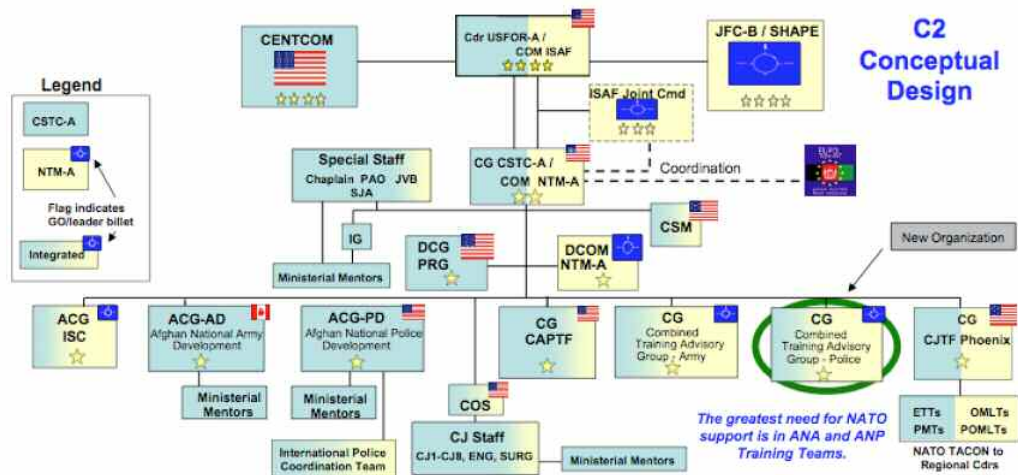 C2
Conceptual
Design
CENTCOM
Cdr USFOR-A /
COM ISAF
JFC-B / SHAPE
ISAF Joint Cmd
Legend
CSTC-A
NTM-A
Flag indicates
GO/leader billet
Integrated
Special Staff
Chaplain PAO JVB
SJA
CG CSTC-A /
COM NTM-A
Coordination
IG
CSM
Ministerial Mentors
DCG
PRG
DCOM
NTM-A
New Organization
ACG
ISC
ACG-AD
Afghan National Army
Development
ACG-PD
Afghan National Police
Development
CG
CAPTF
CG
Combined
Training Advisory
Group - Army
CG
Combined
Training Advisory
Group - Police
CG
CJTF Phoenix
Ministerial
Mentors
Ministerial
Mentors
COS
International Police
Coordination Team
CJ Staff
CJ1-CJ8, ENG, SURG
Ministerial Mentors
The greatest need for NATO
support is in ANA and ANP
Training Teams.
ETTs OMLTs
PMTs POMLTs
NATO TACON to
Regional Cdrs